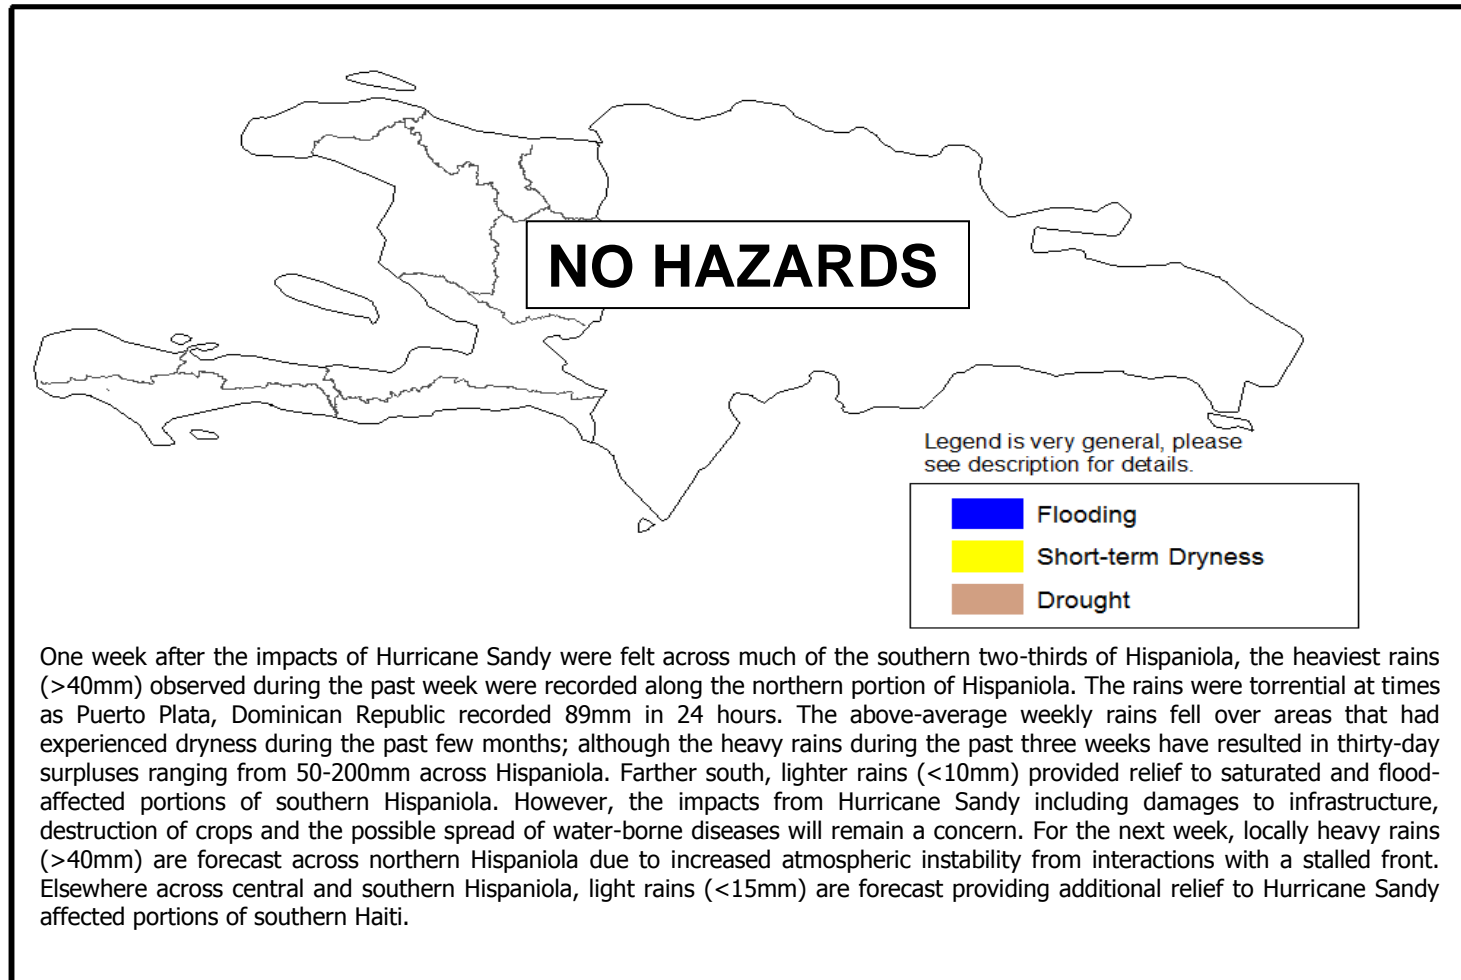 NO HAZARDS
Legend is very general, please
see description for details.
Flooding
Short-term Dryness
Drought
One week after the impacts of Hurricane Sandy were felt across much of the southern two-thirds of Hispaniola, the heaviest rains
(>40mm) observed during the past week were recorded along the northern portion of Hispaniola. The rains were torrential at times
as Puerto Plata, Dominican Republic recorded 89mm in 24 hours. The above-average weekly rains fell over areas that had
experienced dryness during the past few months; although the heavy rains during the past three weeks have resulted in thirty-day
surpluses ranging from 50-200mm across Hispaniola. Farther south, lighter rains (<10mm) provided relief to saturated and flood-
affected portions of southern Hispaniola. However, the impacts from Hurricane Sandy including damages to infrastructure,
destruction of crops and the possible spread of water-borne diseases will remain a concern. For the next week, locally heavy rains
(>40mm) are forecast across northern Hispaniola due to increased atmospheric instability from interactions with a stalled front.
Elsewhere across central and southern Hispaniola, light rains (<15mm) are forecast providing additional relief to Hurricane Sandy
affected portions of southern Haiti.